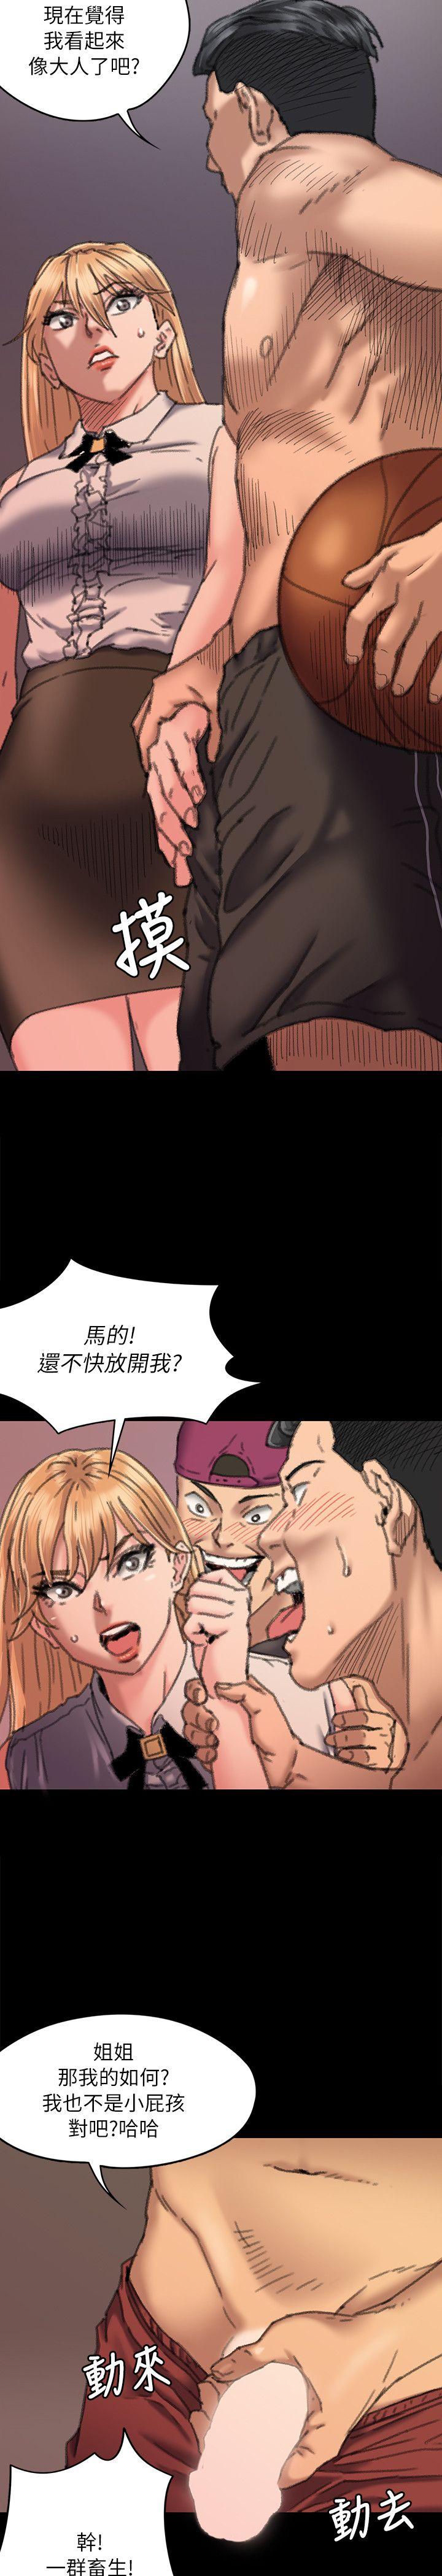 現在覺得
我看起來
像大人了吧?
摸
馬的!
還不快放開我?
姐姐
那我的如何?
我也不是小屁孩
對吧?哈哈
動來
動去
幹!
一群畜生!